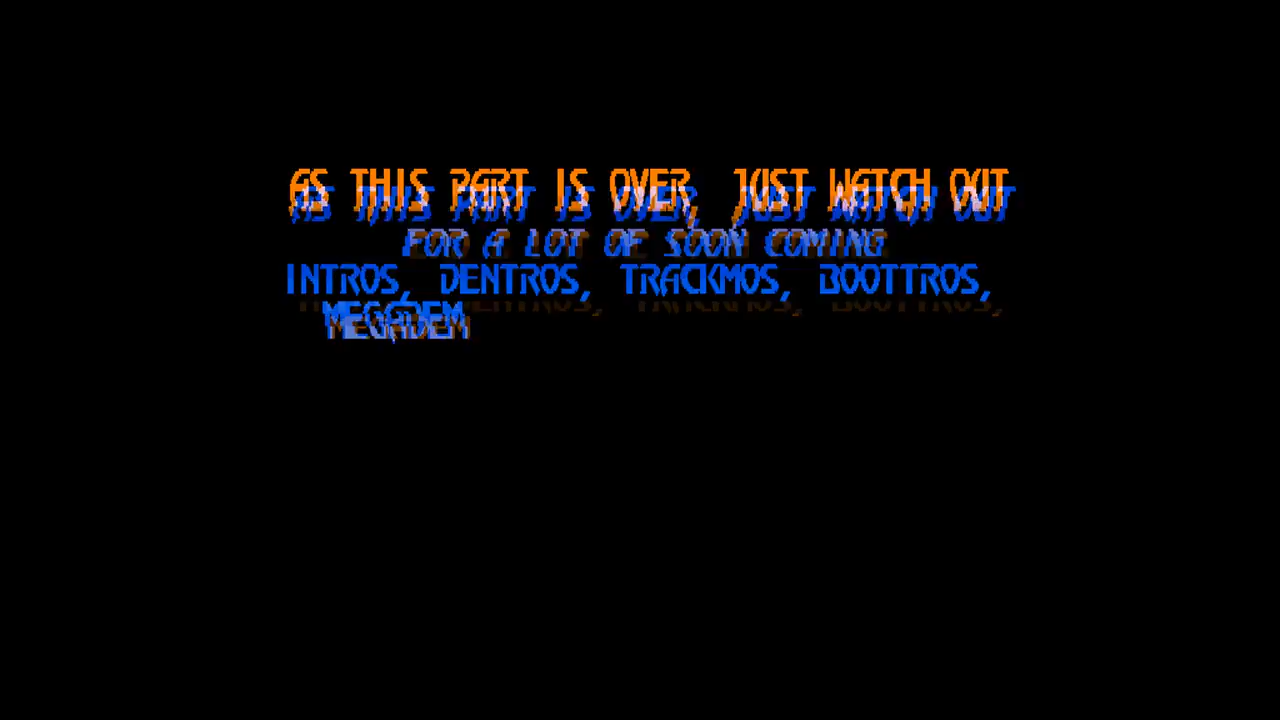 AS THIS PART IS OVER, JUST WATCH OUT
FOR A LOT OF SOON COMING
INTROS, DENTROS, TRACKMOS, BOOTTROS,
MEGADEM